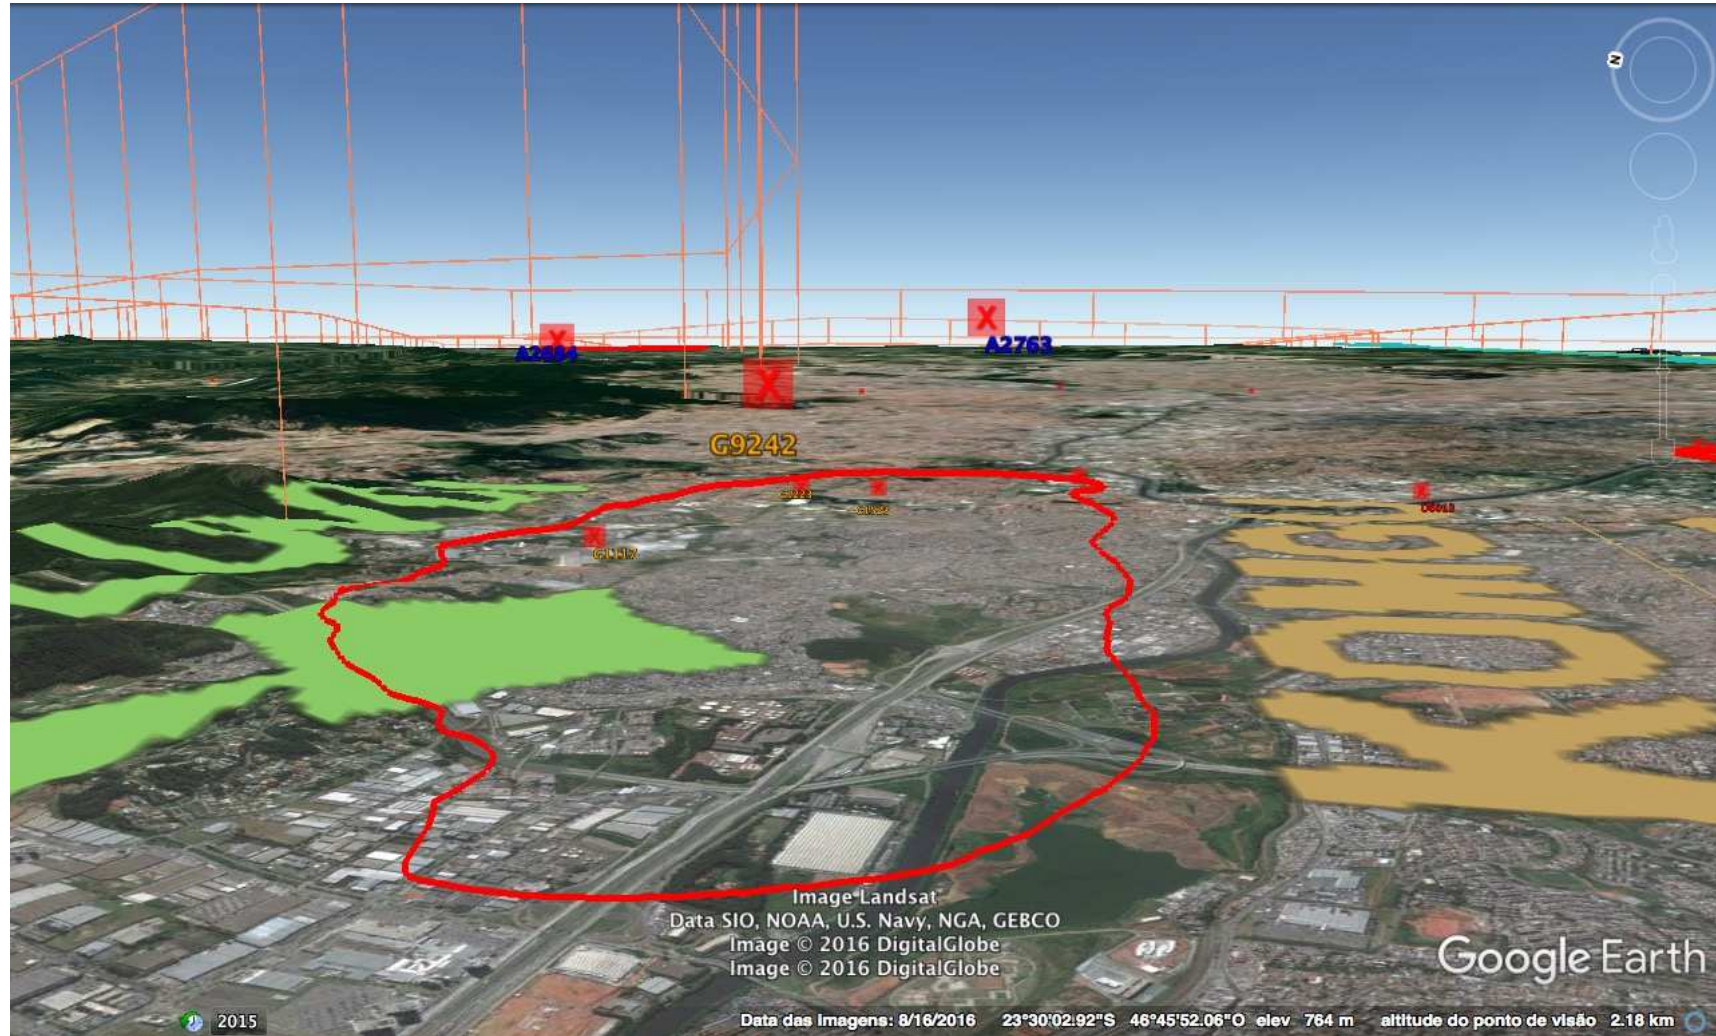 N
X
X
A2684
A2763
X
G9242
G1117
Image Landsat
Data SIO, NOAA, U.S. Navy, NGA, GEBCO
Image © 2016 DigitalGlobe
Image © 2016 DigitalGlobe
Google Earth
2015
Data das Imagens: 8/16/2016 23°30'02.92"S 46°45'52.06"O elev 764 m altitude do ponto de visão 2.18 km